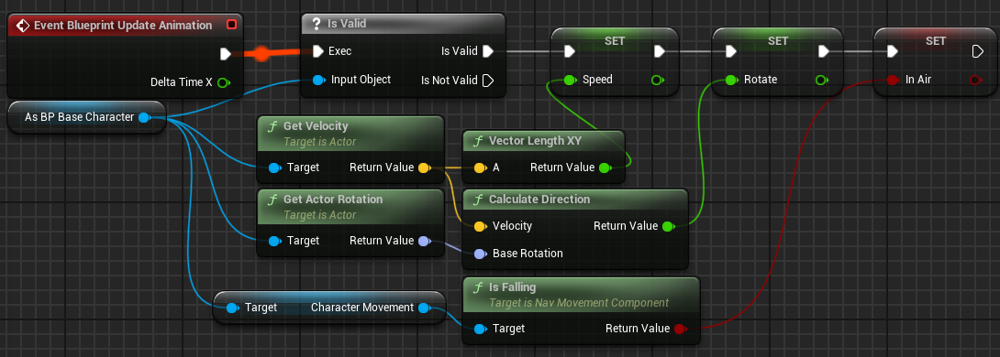 Event Blueprint Update Animation
Delta Time X
? Is Valid
Exec
Is Valid
Input Object
Is Not Valid
SET
Speed
SET
Rotate
SET
In Air
As BP Base Character
f Get Velocity
Target is Actor
Target
Return Value
f Vector Length XY
A
Return Value
f Get Actor Rotation
Target is Actor
Target
Return Value
f Calculate Direction
Velocity
Return Value
Base Rotation
Target
Character Movement
f Is Falling
Target is Nav Movement Component
Target
Return Value